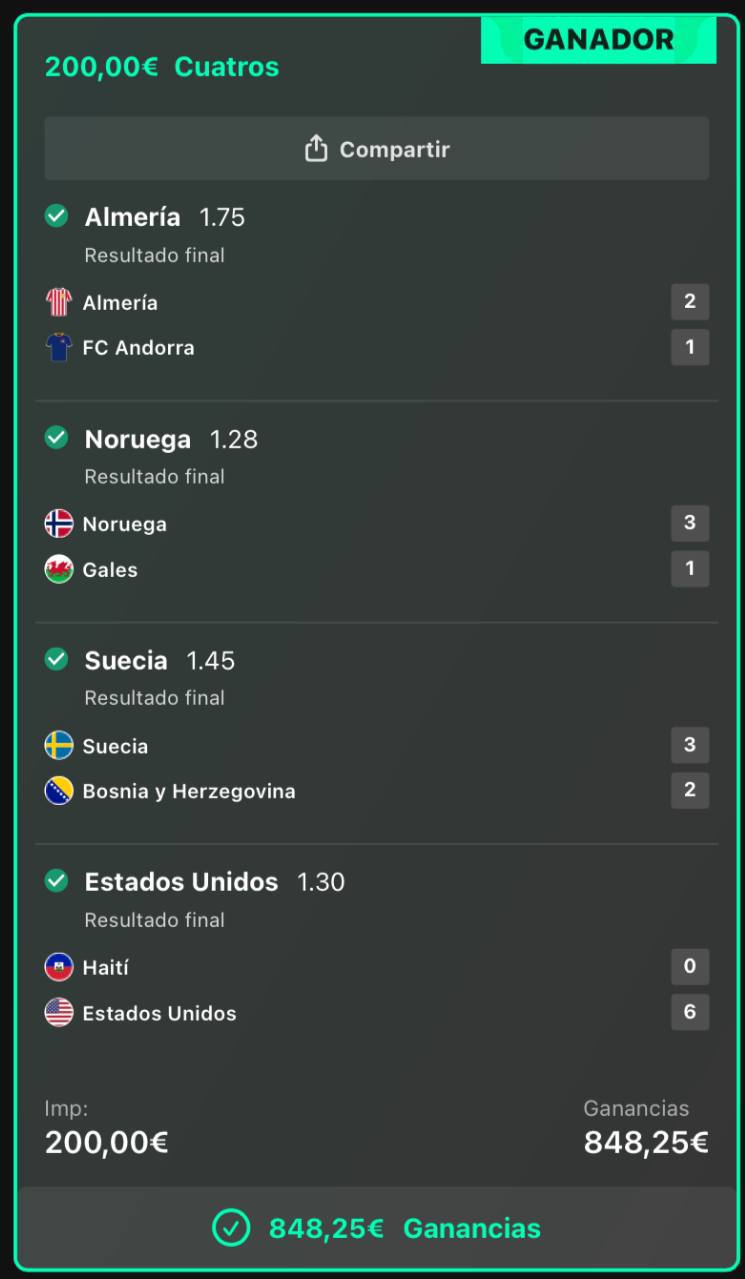 GANADOR
200,00€ Cuatros
Compartir
Almería 1.75
Resultado final
Almería 2
FC Andorra 1
Noruega 1.28
Resultado final
Noruega 3
Gales 1
Suecia 1.45
Resultado final
Suecia 3
Bosnia y Herzegovina 2
Estados Unidos 1.30
Resultado final
Haití 0
Estados Unidos 6
Imp: Ganancias
200,00€ 848,25€
848,25€ Ganancias